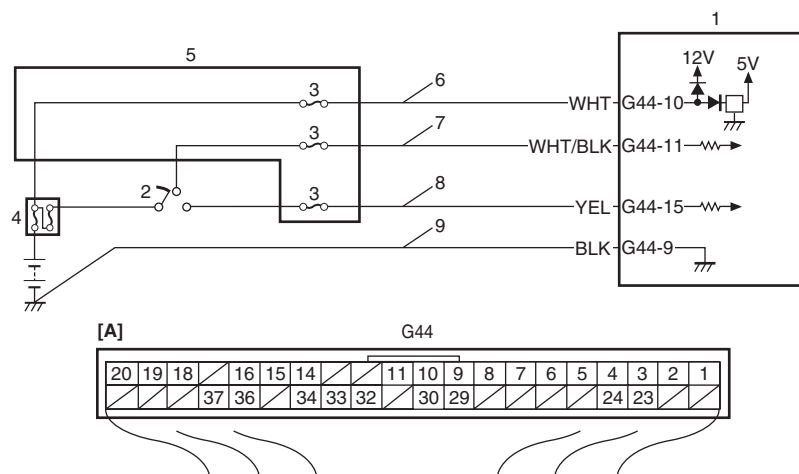 1
5
12V
5V
3
6
WHT
G44-10
3
7
WHT/BLK
G44-11
2
3
8
YEL
G44-15
4
9
BLK
G44-9
[A]
G44
20 19 18 16 15 14 11 10 9 8 7 6 5 4 3 2 1
37 36 34 33 32 30 29 24 23